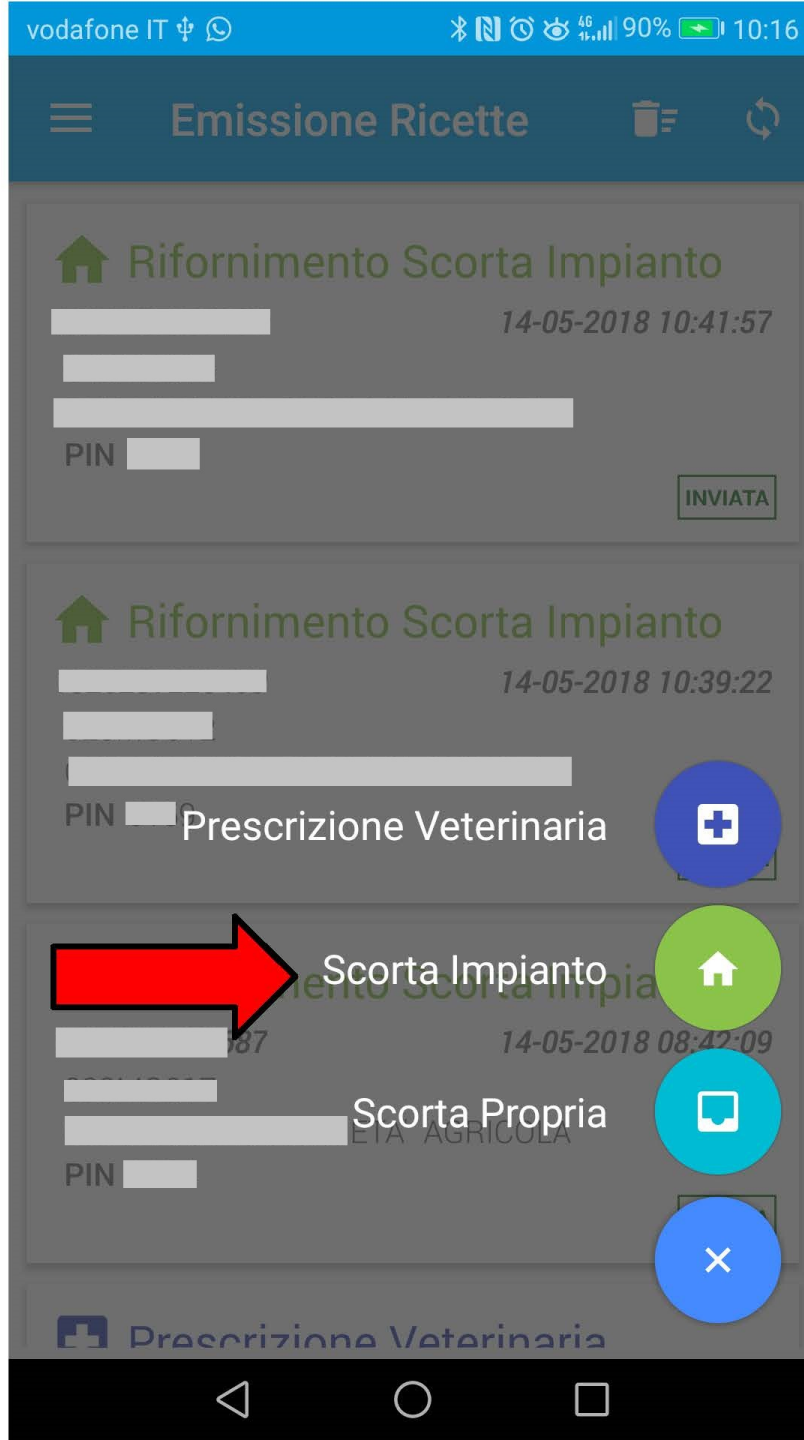 vodafone IT 4G 90% 10:16
Emissione Ricette
Rifornimento Scorta Impianto
14-05-2018 10:41:57
PIN
INVIATA
Rifornimento Scorta Impianto
14-05-2018 10:39:22
PIN
Prescrizione Veterinaria
Scorta Impianto
14-05-2018 08:42:09
Scorta Propria
AGRICOLA
PIN
Prescrizione Veterinaria